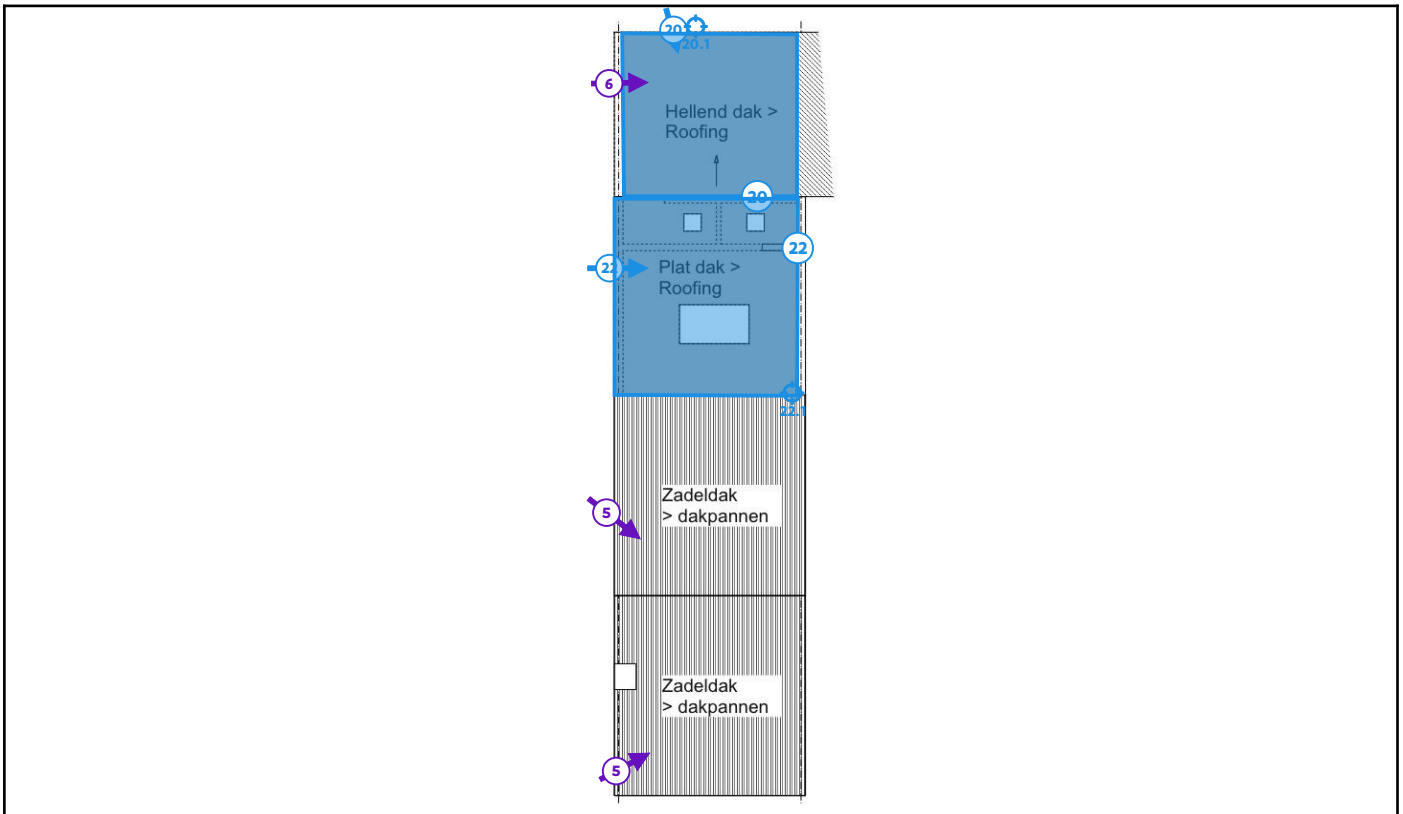 20
20.1
6
Hellend dak >
Roofing
20
22
22
Plat dak >
Roofing
22.1
Zadeldak
> dakpannen
5
Zadeldak
> dakpannen
5